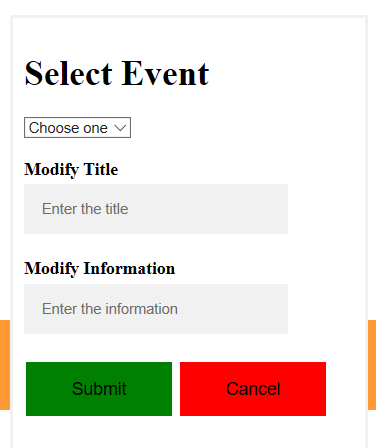 Select Event
Choose one
Modify Title
Enter the title
Modify Information
Enter the information
Submit Cancel